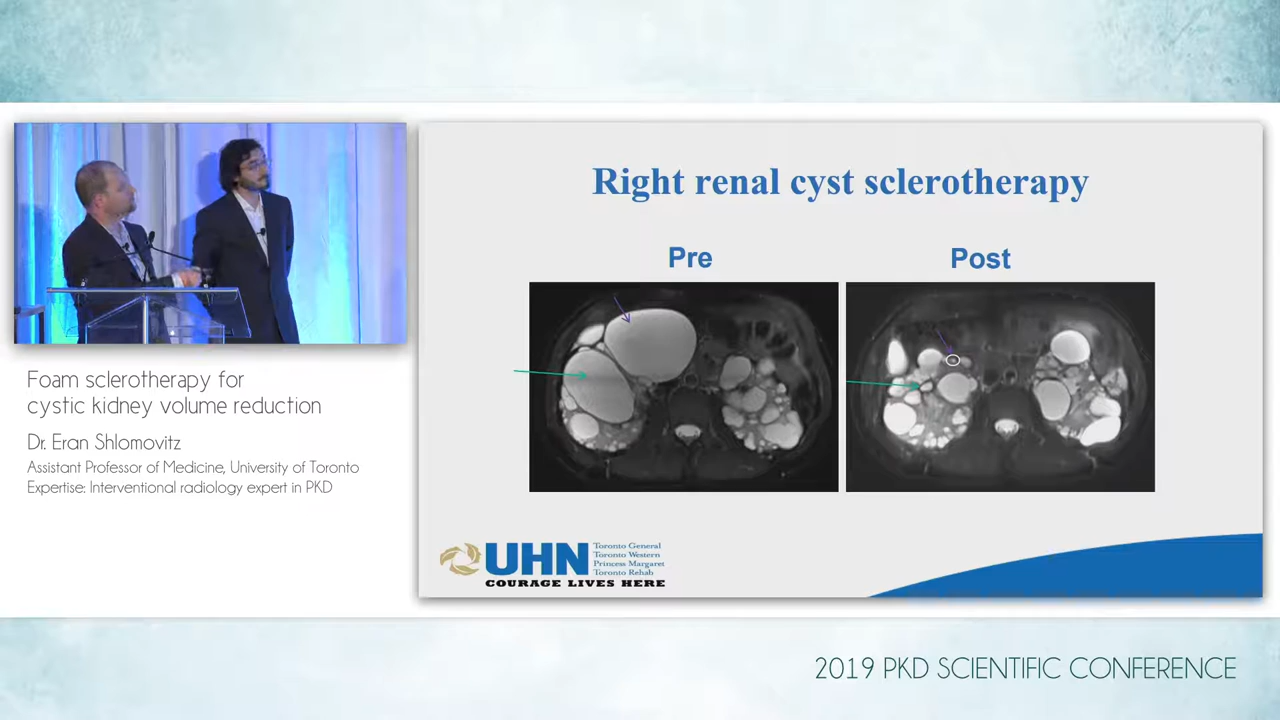 Right renal cyst sclerotherapy
Pre
Post
Foam sclerotherapy for
cystic kidney volume reduction
Dr. Eran Shlomovitz
Assistant Professor of Medicine, University of Toronto
Expertise: Interventional radiology expert in PKD
UHN
Toronto General
Toronto Western
Princess Margaret
Toronto Rehab
COURAGE LIVES HERE
2019 PKD SCIENTIFIC CONFERENCE